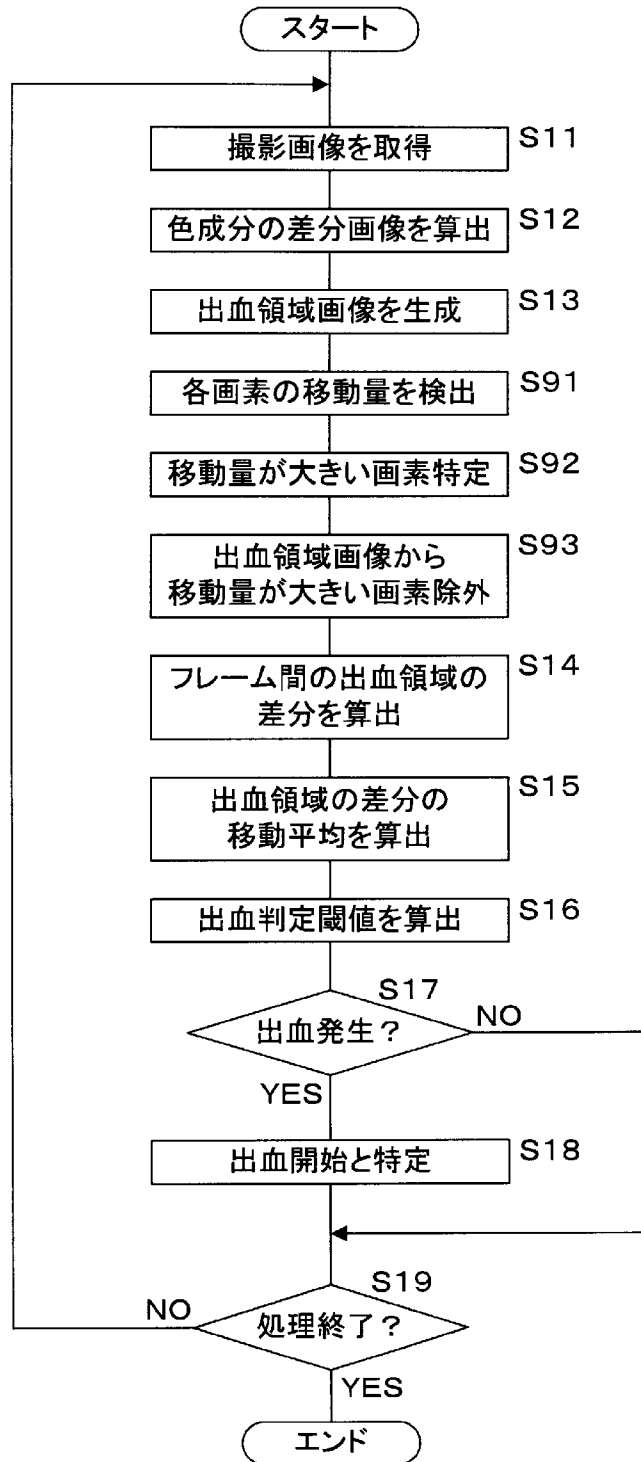 スタート
撮影画像を取得
S11
色成分の差分画像を算出
S12
出血領域画像を生成
S13
各画素の移動量を検出
S91
移動量が大きい画素特定
S92
出血領域画像から
移動量が大きい画素除外
S93
フレーム間の出血領域の
差分を算出
S14
出血領域の差分の
移動平均を算出
S15
出血判定閾値を算出
S16
S17
出血発生?
NO
YES
出血開始と特定
S18
S19
NO
処理終了?
YES
エンド